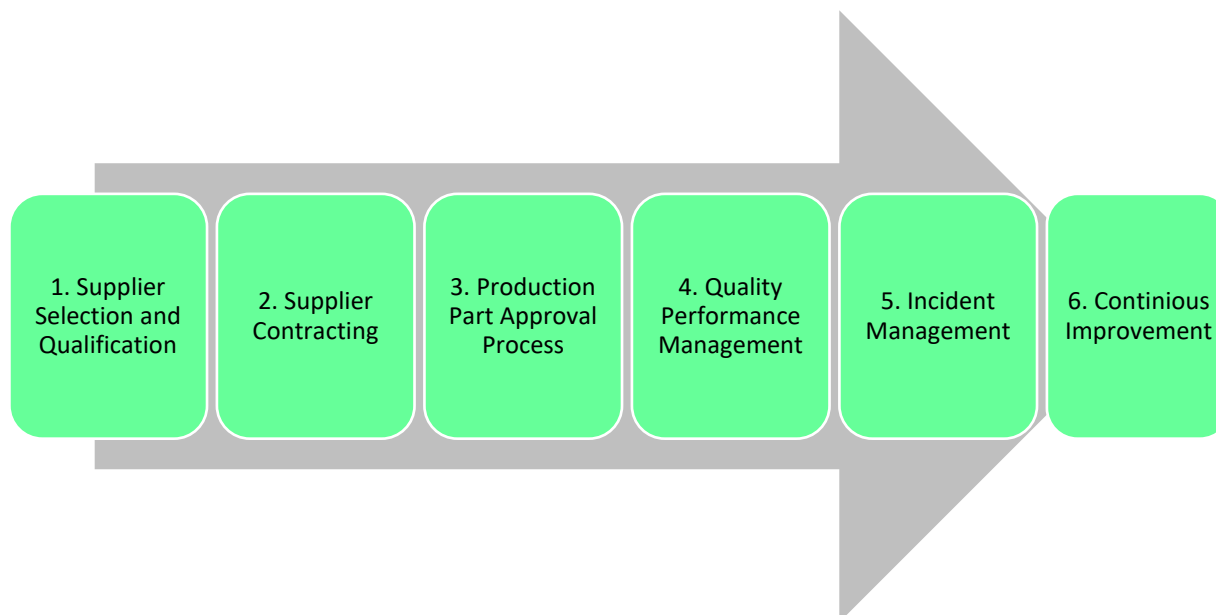 1. Supplier
Selection and
Qualification
2. Supplier
Contracting
3. Production
Part Approval
Process
4. Quality
Performance
Management
5. Incident
Management
6. Continious
Improvement